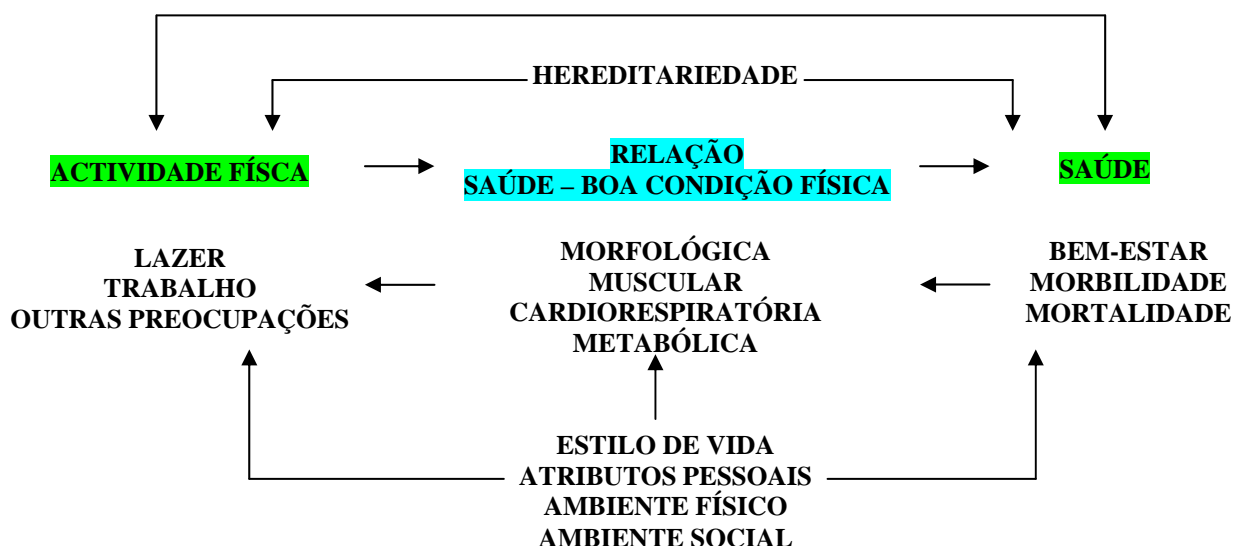 HEREDITARIEDADE
ACTIVIDADE FÍSCA
RELAÇÃO
SAÚDE – BOA CONDIÇÃO FÍSICA
SAÚDE
LAZER
TRABALHO
OUTRAS PREOCUPAÇÕES
MORFOLÓGICA
MUSCULAR
CARDIORESPIRATÓRIA
METABÓLICA
BEM-ESTAR
MORBILIDADE
MORTALIDADE
ESTILO DE VIDA
ATRIBUTOS PESSOAIS
AMBIENTE FÍSICO
AMBIENTE SOCIAL